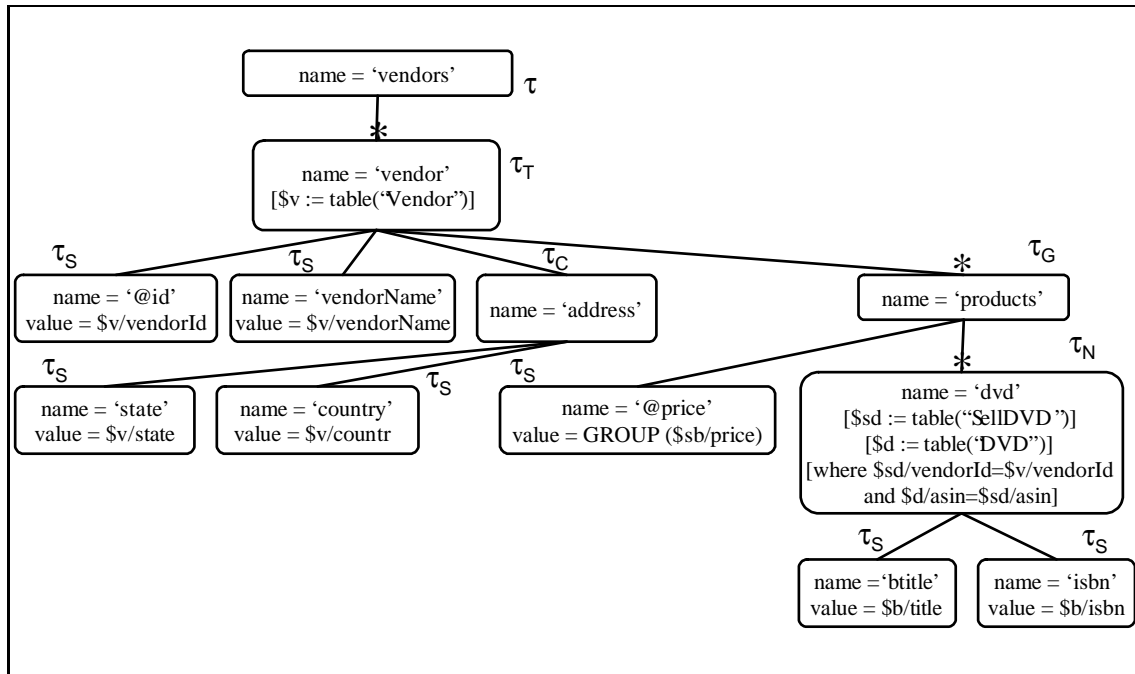 name = ‘vendors’
τ
*
name = ‘vendor’
[$v := table(“Vendor”)]
τT
τS
τS
τC
*
τG
name = ‘@id’
value = $v/vendorId
name = ‘vendorName’
value = $v/vendorName
name = ‘address’
name = ‘products’
τS
τS
τS
*
τN
name = ‘state’
value = $v/state
name = ‘country’
value = $v/countr
name = ‘@price’
value = GROUP ($sb/price)
name = ‘dvd’
[$sd := table(“SellDVD”)]
[$d := table(“DVD”)]
[where $sd/vendorId=$v/vendorId
and $d/asin=$sd/asin]
τS
τS
name =‘btitle’
value = $b/title
name = ‘isbn’
value = $b/isbn